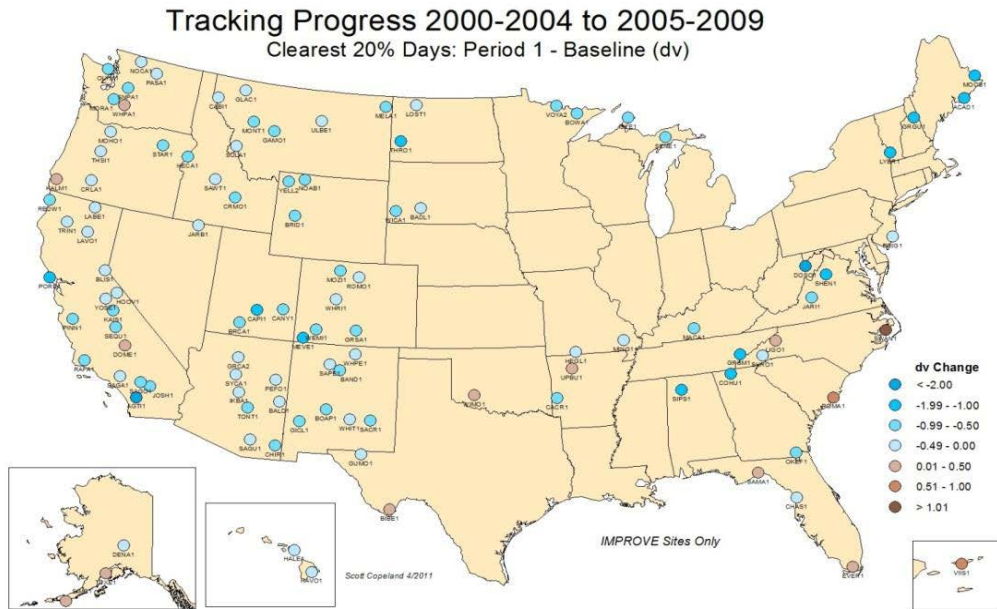 Tracking Progress 2000-2004 to 2005-2009
Clearest 20% Days: Period 1 - Baseline (dv)
NOCA1
PASA1
SNPA1
MORA1
WHPA1
CABI1
GLAC1
MONT1
GAMO1
ULBE1
MELA1
LOST1
THRO1
VOYA2
BOWA1
ISLE1
SENE1
MOOS1
ACAD1
GRGU1
LYBR1
MOHO1
THSI1
STAR1
HECA1
SULA1
SAWT1
CRMO1
YELL2
NOAB1
BRID1
WICA1
BADL1
KALM1
CRLA1
REDW1
LABE1
TRIN1
LAVO1
JARB1
BRIG1
PORE1
BLIS1
YOSE1
HOOV1
KAIS1
SEQU1
PINN1
DOME1
RAFA1
SAGA1
JOSH1
AGTI1
MOZI1
ROMO1
WHRI1
CAPI1
CANY1
BRCA1
WEMI1
MEVE1
GRSA1
DOSO1
SHEN1
JARI1
GRCA2
SYCA1
PEFO1
IKBA1
BALD1
TONT1
SAPE1
WHPE1
BAND1
BOAP1
GICL1
WHIT1
SACR1
SAGU1
CHIR1
GUMO1
BIBE1
WIMO1
HEGL1
UPBU1
MING1
CACR1
MACA1
GRSM1
SHRO1
LIGO1
COHU1
SIPS1
SWAN1
ROMA1
OKEF1
SAMA1
CHAS1
EVER1
dv Change
< -2.00
-1.99 - -1.00
-0.99 - -0.50
-0.49 - 0.00
0.01 - 0.50
0.51 - 1.00
> 1.01
IMPROVE Sites Only
Scott Copeland 4/2011
DENA1
HALE1
HAVO1
VIIS1